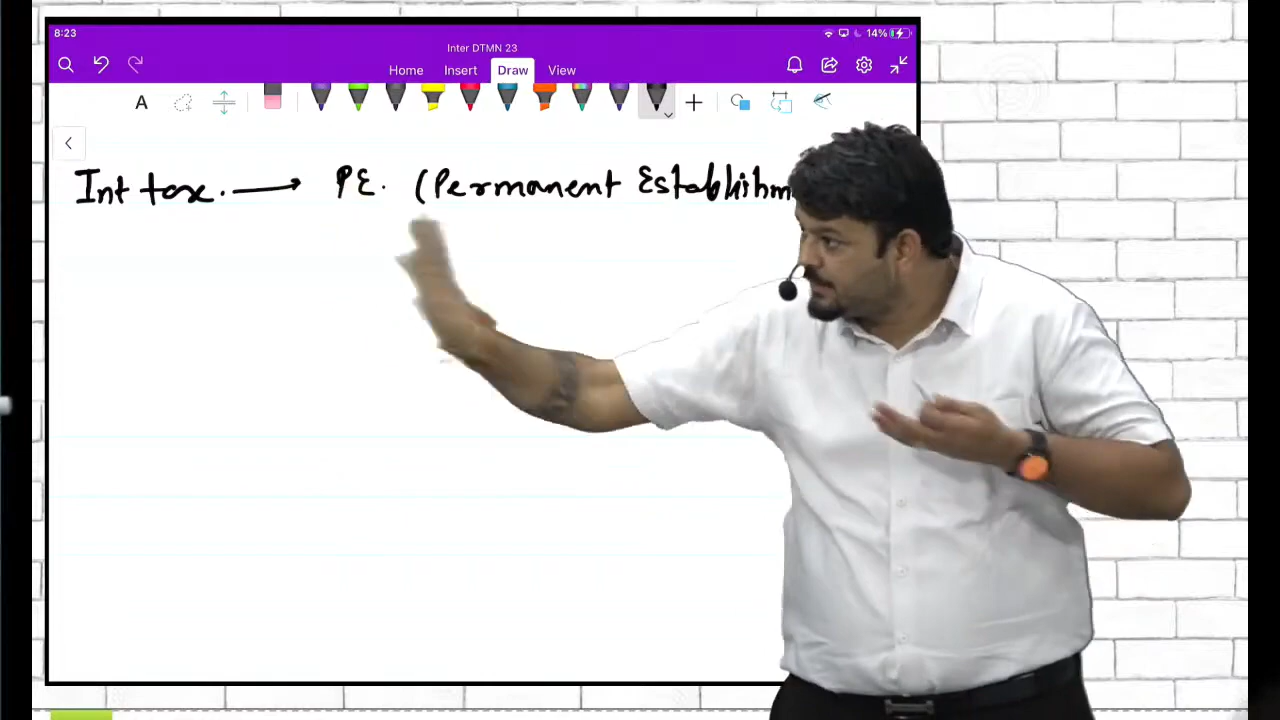 8:23
14%
Inter DTMN 23
Home Insert Draw View
A
Int tax. → PE. (Permanent Establishm